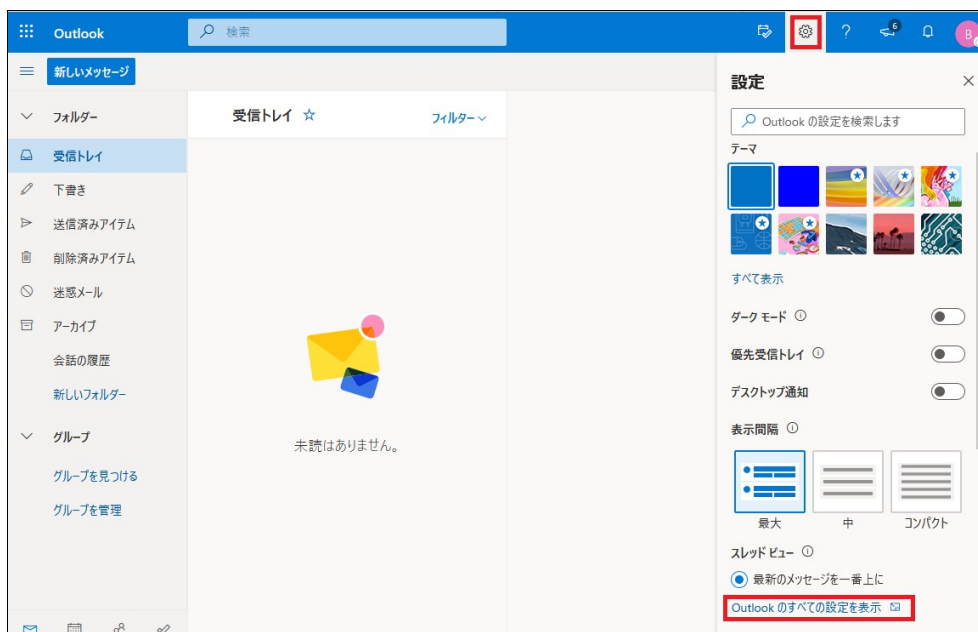 Outlook
検索
6
B
新しいメッセージ
フォルダー
受信トレイ
下書き
送信済みアイテム
削除済みアイテム
迷惑メール
アーカイブ
会話の履歴
新しいフォルダー
グループ
グループを見つける
グループを管理
受信トレイ
フィルター
未読はありません。
設定
Outlook の設定を検索します
テーマ
すべて表示
ダーク モード
優先受信トレイ
デスクトップ通知
表示間隔
最大 中 コンパクト
スレッド ビュー
最新のメッセージを一番上に
Outlook のすべての設定を表示